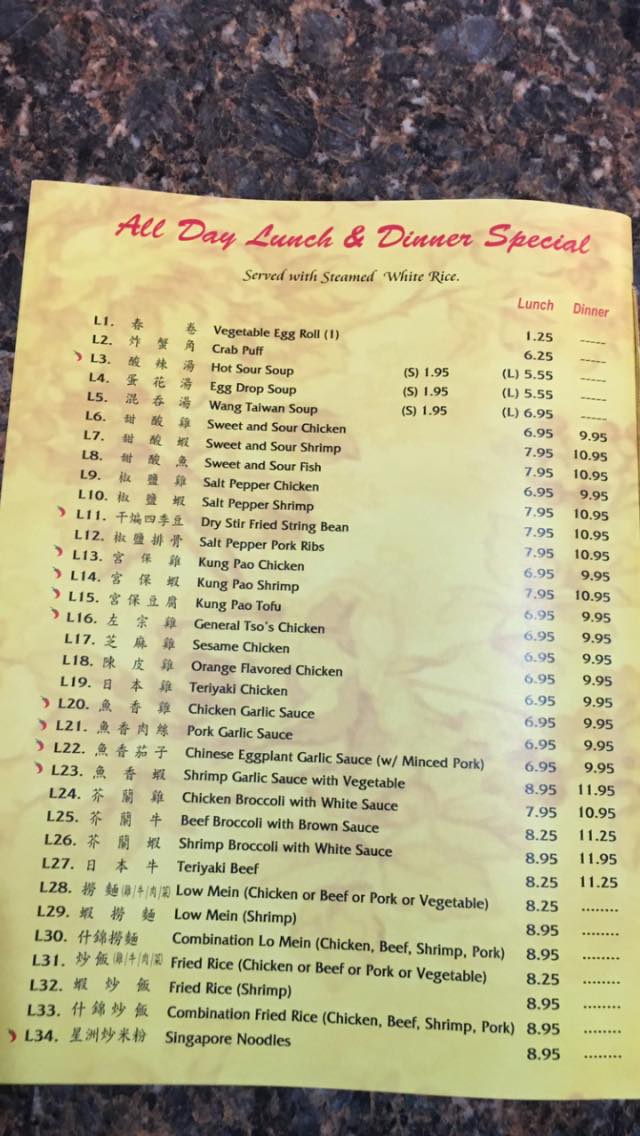 All Day Lunch & Dinner Special
Served with Steamed White Rice.
Lunch Dinner
L1. 春卷 Vegetable Egg Roll (1) 1.25 -----
L2. 炸蟹角 Crab Puff 6.25 -----
L3. 酸辣湯 Hot Sour Soup (S) 1.95 (L) 5.55 -----
L4. 蛋花湯 Egg Drop Soup (S) 1.95 (L) 5.55 -----
L5. 混吞湯 Wang Taiwan Soup (S) 1.95 (L) 6.95 -----
L6. 甜酸雞 Sweet and Sour Chicken 6.95 9.95
L7. 甜酸蝦 Sweet and Sour Shrimp 7.95 10.95
L8. 甜酸魚 Sweet and Sour Fish 7.95 10.95
L9. 椒鹽雞 Salt Pepper Chicken 6.95 9.95
L10. 椒鹽蝦 Salt Pepper Shrimp 7.95 10.95
L11. 干煸四季豆 Dry Stir Fried String Bean 7.95 10.95
L12. 椒鹽排骨 Salt Pepper Pork Ribs 7.95 10.95
L13. 宮保雞 Kung Pao Chicken 6.95 9.95
L14. 宮保蝦 Kung Pao Shrimp 7.95 10.95
L15. 宮保豆腐 Kung Pao Tofu 6.95 9.95
L16. 左宗雞 General Tso's Chicken 6.95 9.95
L17. 芝麻雞 Sesame Chicken 6.95 9.95
L18. 陳皮雞 Orange Flavored Chicken 6.95 9.95
L19. 日本雞 Teriyaki Chicken 6.95 9.95
L20. 魚香雞 Chicken Garlic Sauce 6.95 9.95
L21. 魚香肉絲 Pork Garlic Sauce 6.95 9.95
L22. 魚香茄子 Chinese Eggplant Garlic Sauce (w/ Minced Pork) 6.95 9.95
L23. 魚香蝦 Shrimp Garlic Sauce with Vegetable 8.95 11.95
L24. 芥蘭雞 Chicken Broccoli with White Sauce 7.95 10.95
L25. 芥蘭牛 Beef Broccoli with Brown Sauce 8.25 11.25
L26. 芥蘭蝦 Shrimp Broccoli with White Sauce 8.95 11.95
L27. 日本牛 Teriyaki Beef 8.25 11.25
L28. 撈麵(雞/牛/肉/菜) Low Mein (Chicken or Beef or Pork or Vegetable) 8.25 ........
L29. 蝦撈麵 Low Mein (Shrimp) 8.95 ........
L30. 什錦撈麵 Combination Lo Mein (Chicken, Beef, Shrimp, Pork) 8.95 ........
L31. 炒飯(雞/牛/肉/菜) Fried Rice (Chicken or Beef or Pork or Vegetable) 8.25 ........
L32. 蝦炒飯 Fried Rice (Shrimp) 8.95 ........
L33. 什錦炒飯 Combination Fried Rice (Chicken, Beef, Shrimp, Pork) 8.95 ........
L34. 星洲炒米粉 Singapore Noodles 8.95 ........